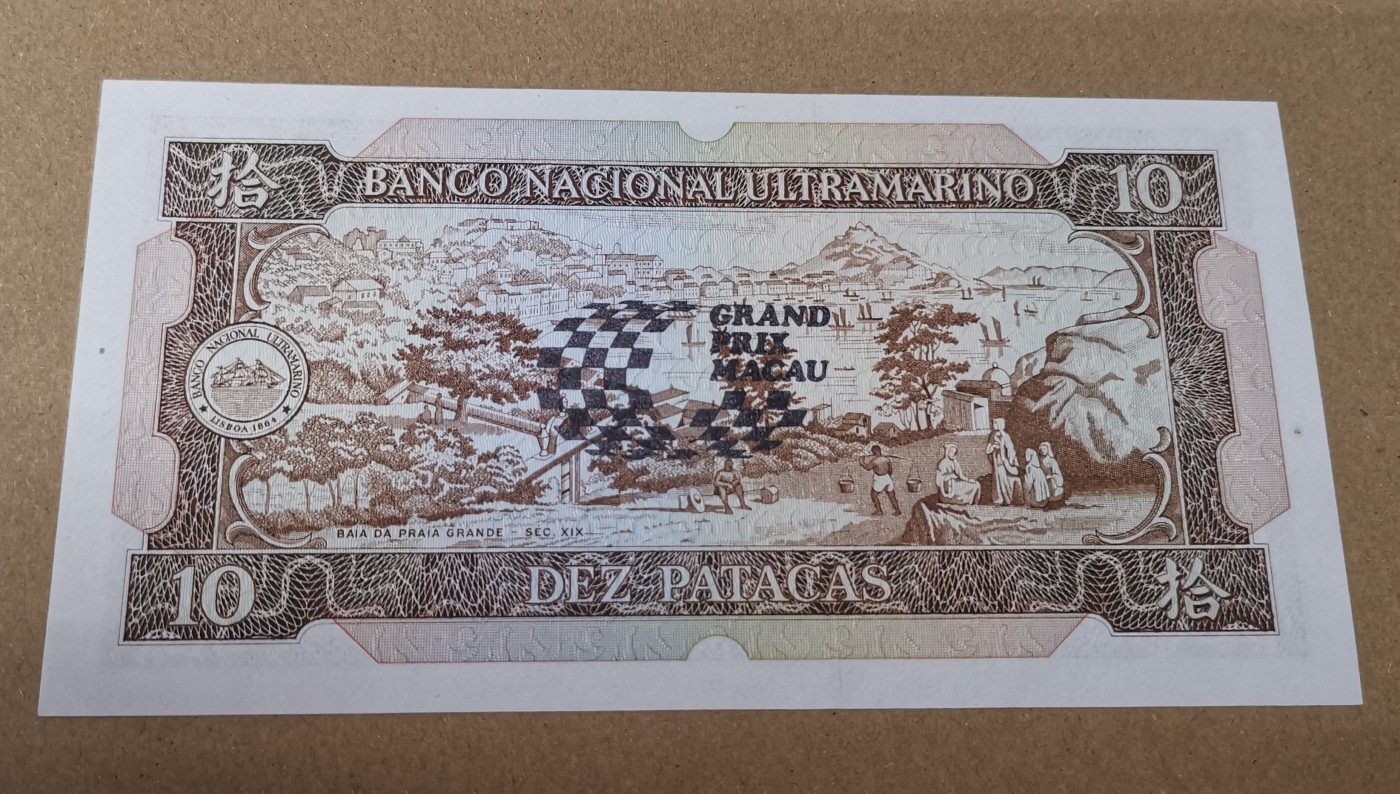 拾 BANCO NACIONAL ULTRAMARINO 10
GRAND
PRIX
MACAU
BANCO NACIONAL ULTRAMARINO
LISBOA·1864
BAIA DA PRAIA GRANDE - SEC. XIX
10 DEZ PATACAS 拾